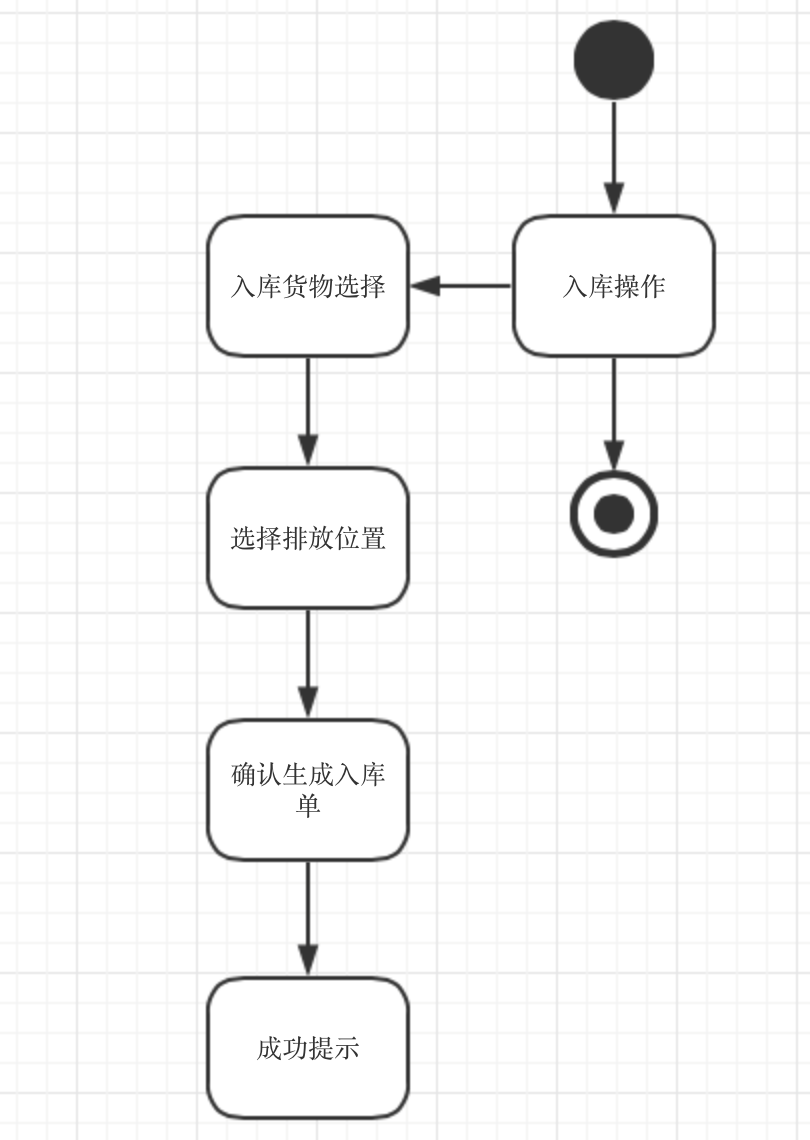 入库货物选择
入库操作
选择排放位置
确认生成入库
单
成功提示